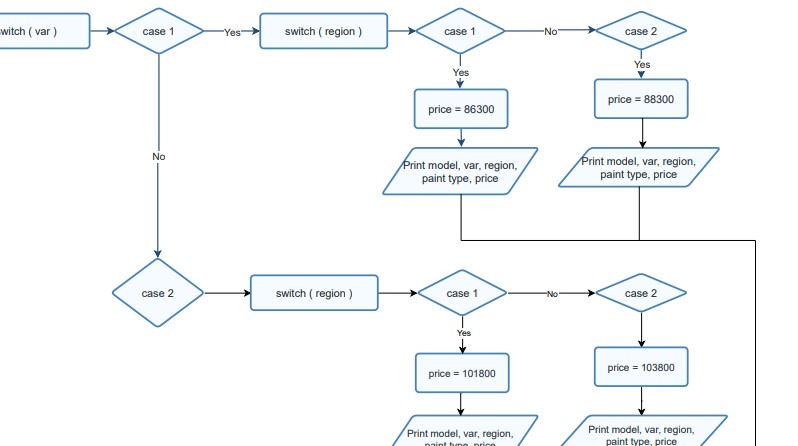 switch ( var )
case 1
Yes
switch ( region )
case 1
No
case 2
Yes
Yes
price = 86300
price = 88300
Print model, var, region,
paint type, price
Print model, var, region,
paint type, price
No
case 2
switch ( region )
case 1
No
case 2
Yes
price = 101800
price = 103800
Print model, var, region,
paint type, price
Print model, var, region,
paint type, price